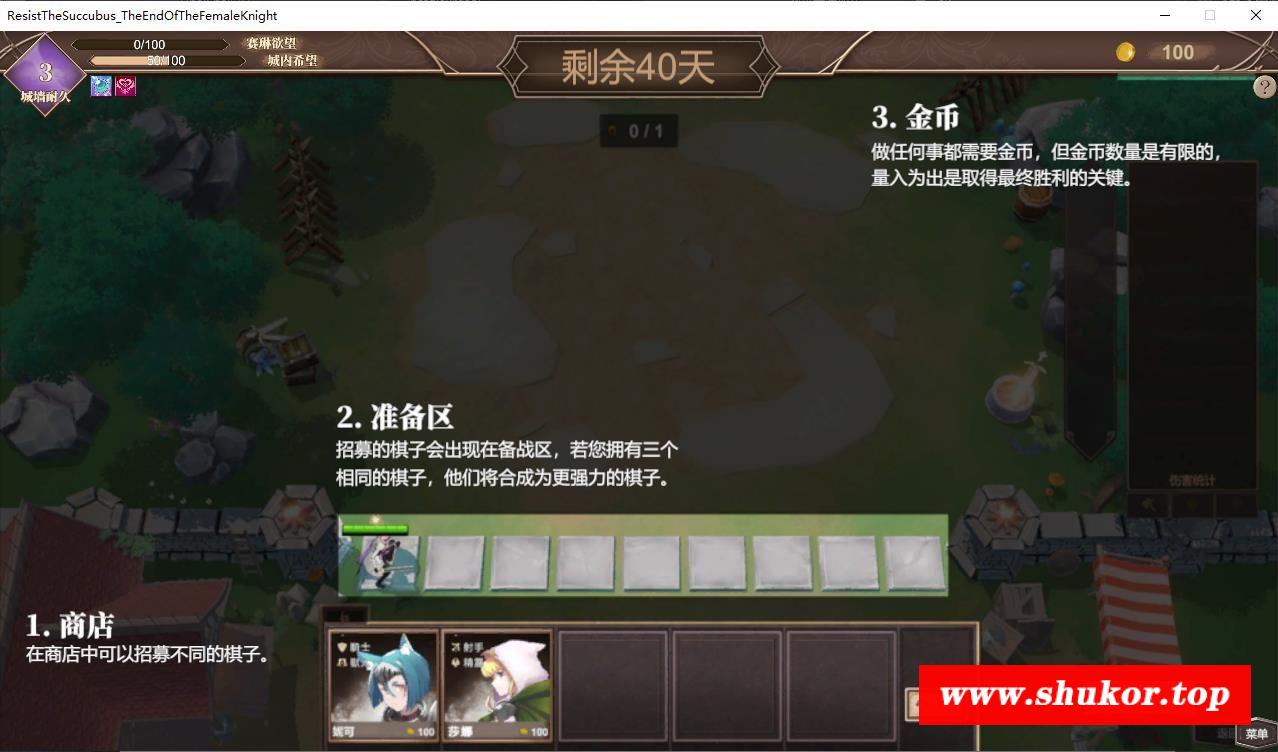 ResistTheSuccubus_TheEndOfTheFemaleKnight
0/100 赛琳欲望
剩余40天
100
3
50/100 城内希望
城墙耐久
?
0/1
3. 金币
做任何事都需要金币，但金币数量是有限的，
量入为出是取得最终胜利的关键。
2. 准备区
招募的棋子会出现在备战区，若您拥有三个
相同的棋子，他们将合成为更强力的棋子。
伤害统计
1. 商店
在商店中可以招募不同的棋子。
骑士
射手
妮可 100
莎娜 100
www.shukor.top
菜单